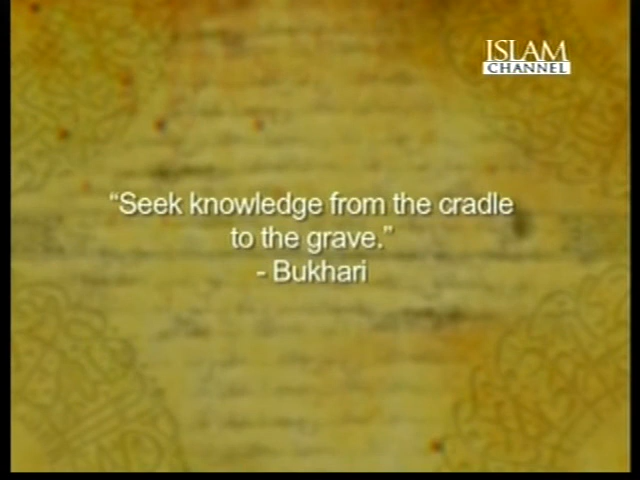 ISLAM
CHANNEL
“Seek knowledge from the cradle
to the grave.”
- Bukhari